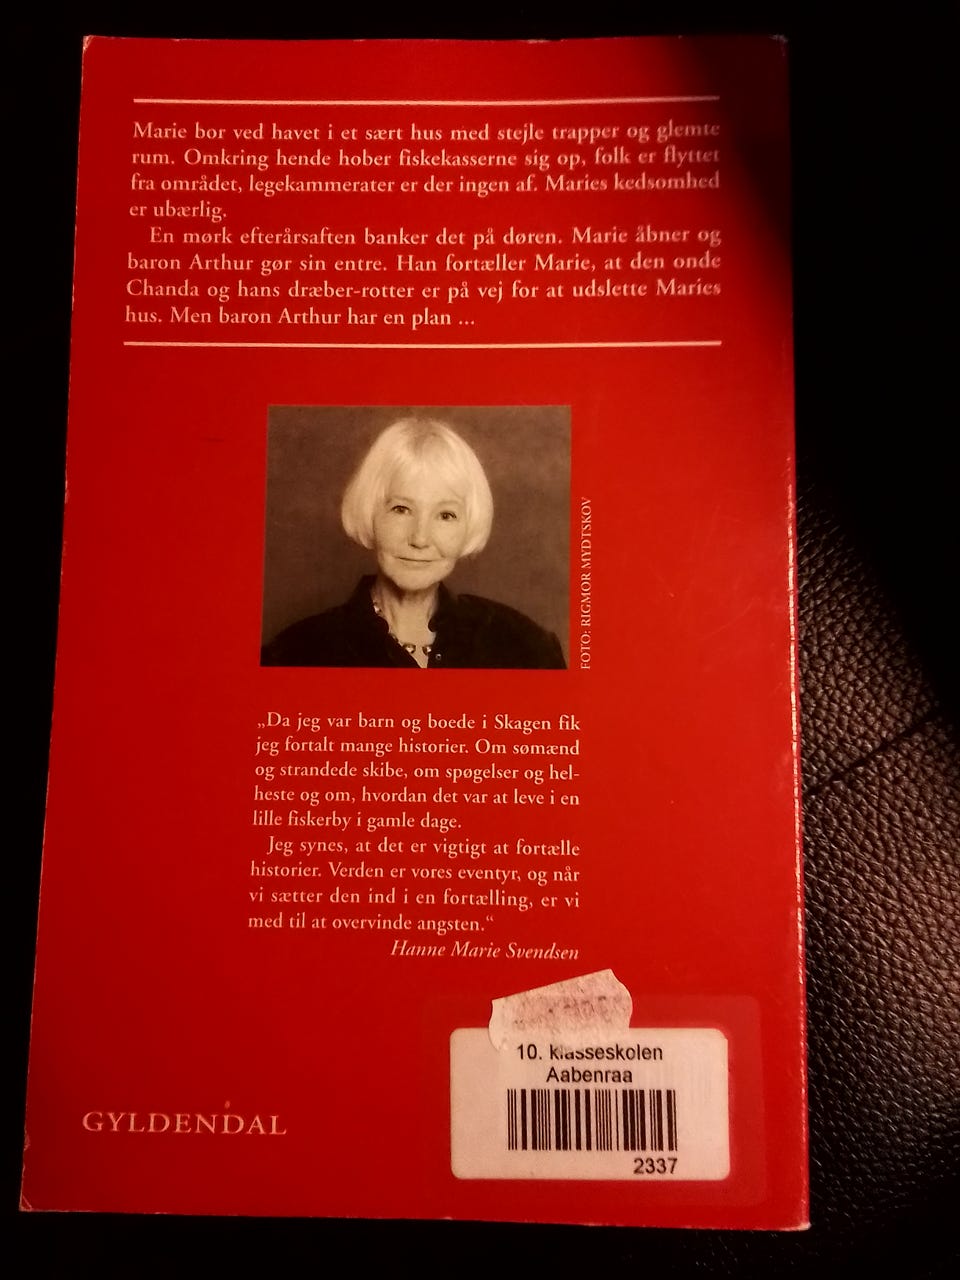 Marie bor ved havet i et sært hus med stejle trapper og glemte
rum. Omkring hende hober fiskekasserne sig op, folk er flyttet
fra området, legekammerater er der ingen af. Maries kedsomhed
er ubærlig.
En mørk efterårsaften banker det på døren. Marie åbner og
baron Arthur gør sin entre. Han fortæller Marie, at den onde
Chanda og hans dræber-rotter er på vej for at udslette Maries
hus. Men baron Arthur har en plan ...
FOTO: RIGMOR MYDTSKOV
„Da jeg var barn og boede i Skagen fik
jeg fortalt mange historier. Om sømænd
og strandede skibe, om spøgelser og hel-
heste og om, hvordan det var at leve i en
lille fiskerby i gamle dage.
Jeg synes, at det er vigtigt at fortælle
historier. Verden er vores eventyr, og når
vi sætter den ind i en fortælling, er vi
med til at overvinde angsten.“
Hanne Marie Svendsen
10. klasseskolen
Aabenraa
2337
GYLDENDAL